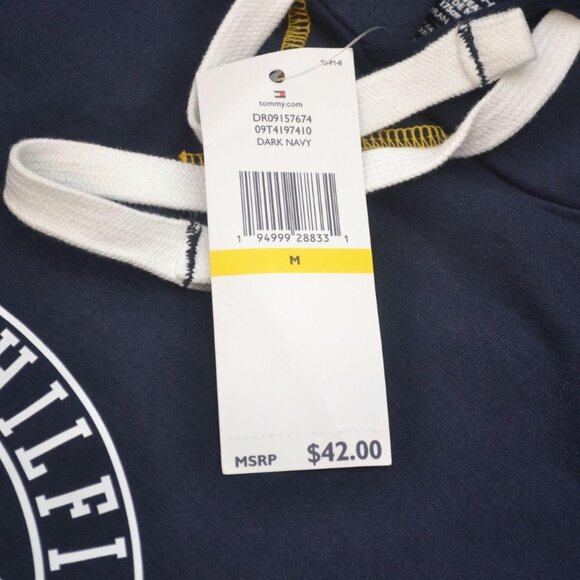 tommy.com
DR09157674
09T4197410
DARK NAVY
1 94999 28833 1
M
MSRP $42.00
HILFI